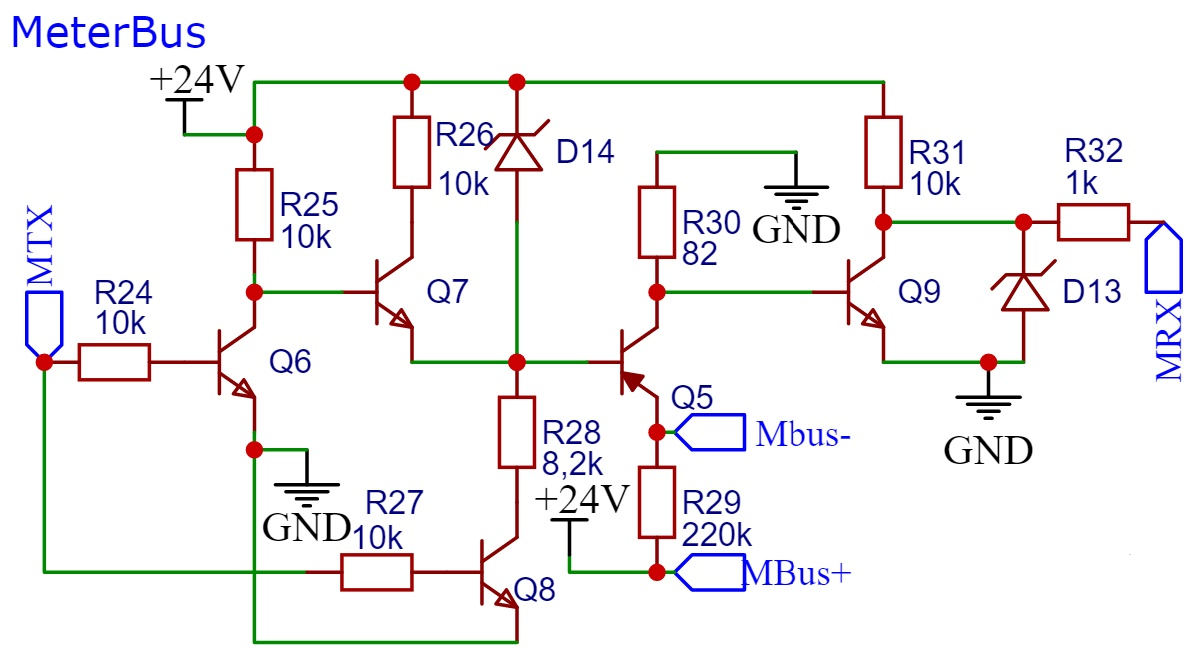 MeterBus
+24V
R26
10k
D14
R25
10k
R31
10k
R32
1k
R30
82
GND
MTX
R24
10k
Q6
Q7
Q9
D13
MRX
Q5
Mbus-
R28
8,2k
GND
+24V
R29
220k
GND
R27
10k
Q8
MBus+